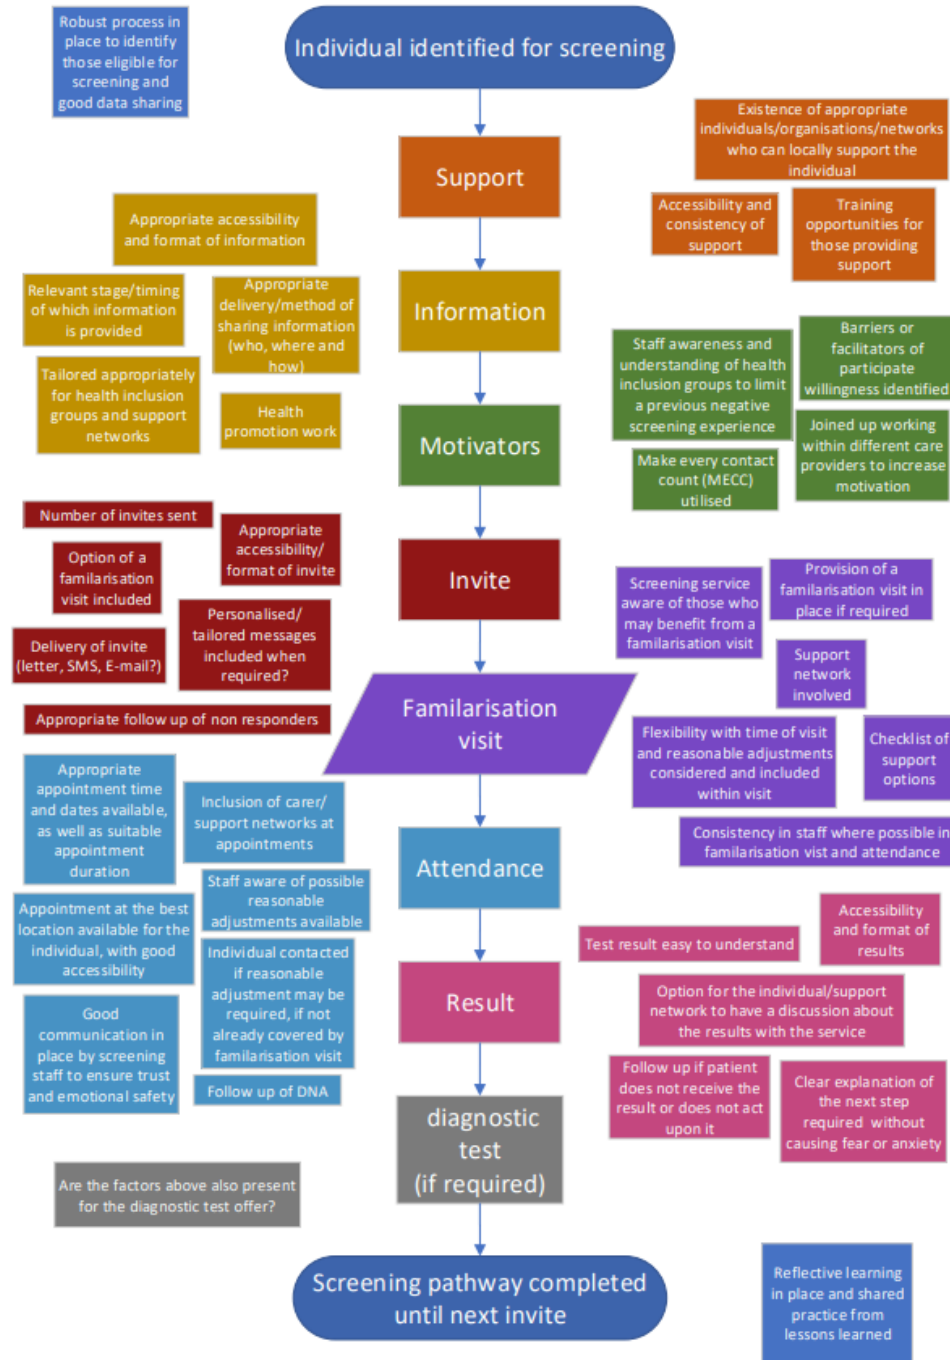 Robust process in
place to identify
those eligible for
screening and
good data sharing
Individual identified for screening
Existence of appropriate
individuals/organisations/networks
who can locally support the
individual
Support
Accessibility and
consistency of
support
Training
opportunities for
those providing
support
Appropriate accessibility
and format of information
Relevant stage/timing
of which information
is provided
Appropriate
delivery/method of
sharing information
(who, where and
how)
Information
Tailored appropriately
for health inclusion
groups and support
networks
Health
promotion work
Staff awareness and
understanding of health
inclusion groups to limit
a previous negative
screening experience
Barriers or
facilitators of
participate
willingness identified
Motivators
Make every contact
count (MECC)
utilised
Joined up working
within different care
providers to increase
motivation
Number of invites sent
Appropriate
accessibility/
format of invite
Option of a
familarisation
visit included
Invite
Delivery of invite
(letter, SMS, E-mail?)
Personalised/
tailored messages
included when
required?
Appropriate follow up of non responders
Screening service
aware of those who
may benefit from a
familarisation visit
Provision of a
familarisation visit in
place if required
Support
network
involved
Familarisation
visit
Flexibility with time of visit
and reasonable adjustments
considered and included
within visit
Checklist of
support
options
Consistency in staff where possible in
familarisation vist and attendance
Appropriate
appointment time
and dates available,
as well as suitable
appointment
duration
Inclusion of carer/
support networks at
appointments
Attendance
Staff aware of possible
reasonable
adjustments available
Appointment at the best
location available for the
individual, with good
accessibility
Individual contacted
if reasonable
adjustment may be
required, if not
already covered by
familarisation visit
Good
communication in
place by screening
staff to ensure trust
and emotional safety
Follow up of DNA
Result
Test result easy to understand
Accessibility
and format of
results
Option for the individual/support
network to have a discussion about
the results with the service
Follow up if patient
does not receive the
result or does not act
upon it
Clear explanation of
the next step
required without
causing fear or anxiety
diagnostic
test
(if required)
Are the factors above also present
for the diagnostic test offer?
Screening pathway completed
until next invite
Reflective learning
in place and shared
practice from
lessons learned